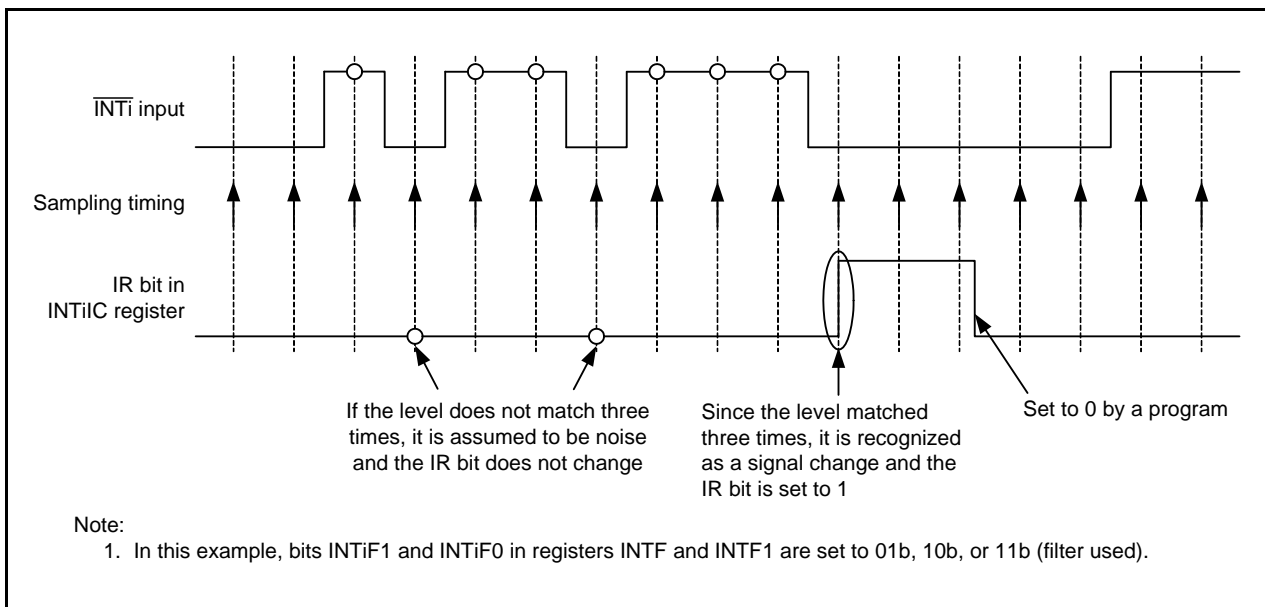 INTi input
Sampling timing
IR bit in
INTiIC register
If the level does not match three
times, it is assumed to be noise
and the IR bit does not change
Since the level matched
three times, it is recognized
as a signal change and the
IR bit is set to 1
Set to 0 by a program
Note:
1. In this example, bits INTiF1 and INTiF0 in registers INTF and INTF1 are set to 01b, 10b, or 11b (filter used).